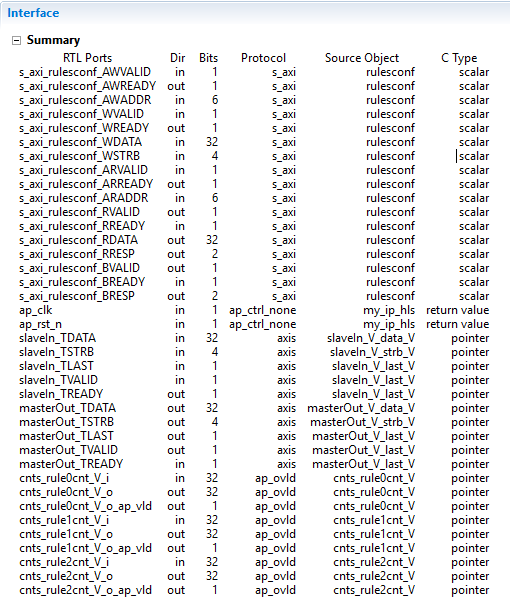 Interface
Summary
RTL Ports Dir Bits Protocol Source Object C Type
s_axi_rulesconf_AWVALID in 1 s_axi rulesconf scalar
s_axi_rulesconf_AWREADY out 1 s_axi rulesconf scalar
s_axi_rulesconf_AWADDR in 6 s_axi rulesconf scalar
s_axi_rulesconf_WVALID in 1 s_axi rulesconf scalar
s_axi_rulesconf_WREADY out 1 s_axi rulesconf scalar
s_axi_rulesconf_WDATA in 32 s_axi rulesconf scalar
s_axi_rulesconf_WSTRB in 4 s_axi rulesconf scalar
s_axi_rulesconf_ARVALID in 1 s_axi rulesconf scalar
s_axi_rulesconf_ARREADY out 1 s_axi rulesconf scalar
s_axi_rulesconf_ARADDR in 6 s_axi rulesconf scalar
s_axi_rulesconf_RVALID out 1 s_axi rulesconf scalar
s_axi_rulesconf_RREADY in 1 s_axi rulesconf scalar
s_axi_rulesconf_RDATA out 32 s_axi rulesconf scalar
s_axi_rulesconf_RRESP out 2 s_axi rulesconf scalar
s_axi_rulesconf_BVALID out 1 s_axi rulesconf scalar
s_axi_rulesconf_BREADY in 1 s_axi rulesconf scalar
s_axi_rulesconf_BRESP out 2 s_axi rulesconf scalar
ap_clk in 1 ap_ctrl_none my_ip_hls return value
ap_rst_n in 1 ap_ctrl_none my_ip_hls return value
slaveIn_TDATA in 32 axis slaveIn_V_data_V pointer
slaveIn_TSTRB in 4 axis slaveIn_V_strb_V pointer
slaveIn_TLAST in 1 axis slaveIn_V_last_V pointer
slaveIn_TVALID in 1 axis slaveIn_V_last_V pointer
slaveIn_TREADY out 1 axis slaveIn_V_last_V pointer
masterOut_TDATA out 32 axis masterOut_V_data_V pointer
masterOut_TSTRB out 4 axis masterOut_V_strb_V pointer
masterOut_TLAST out 1 axis masterOut_V_last_V pointer
masterOut_TVALID out 1 axis masterOut_V_last_V pointer
masterOut_TREADY in 1 axis masterOut_V_last_V pointer
cnts_rule0cnt_V_i in 32 ap_ovld cnts_rule0cnt_V pointer
cnts_rule0cnt_V_o out 32 ap_ovld cnts_rule0cnt_V pointer
cnts_rule0cnt_V_o_ap_vld out 1 ap_ovld cnts_rule0cnt_V pointer
cnts_rule1cnt_V_i in 32 ap_ovld cnts_rule1cnt_V pointer
cnts_rule1cnt_V_o out 32 ap_ovld cnts_rule1cnt_V pointer
cnts_rule1cnt_V_o_ap_vld out 1 ap_ovld cnts_rule1cnt_V pointer
cnts_rule2cnt_V_i in 32 ap_ovld cnts_rule2cnt_V pointer
cnts_rule2cnt_V_o out 32 ap_ovld cnts_rule2cnt_V pointer
cnts_rule2cnt_V_o_ap_vld out 1 ap_ovld cnts_rule2cnt_V pointer